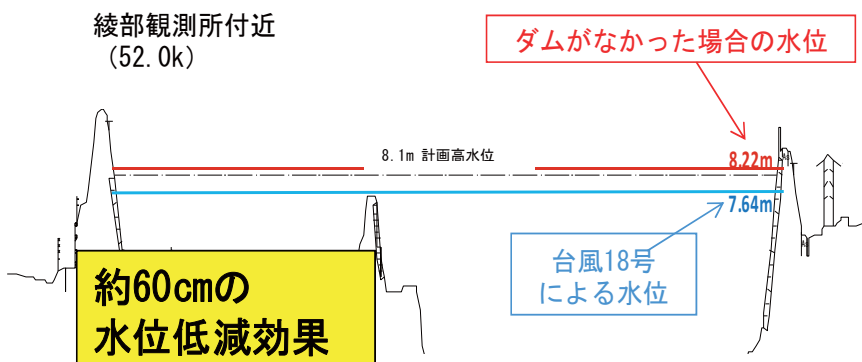 綾部観測所付近
(52.0k)
ダムがなかった場合の水位
8.1m 計画高水位
8.22m
7.64m
台風18号
による水位
約60cmの
水位低減効果